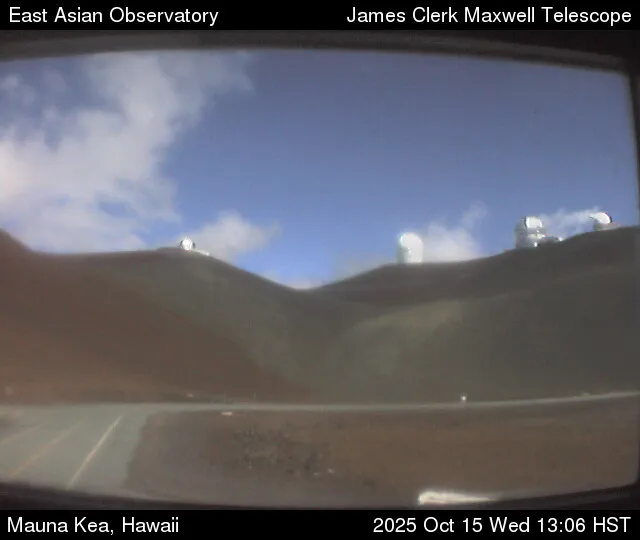 East Asian Observatory
James Clerk Maxwell Telescope
Mauna Kea, Hawaii
2025 Oct 15 Wed 13:06 HST